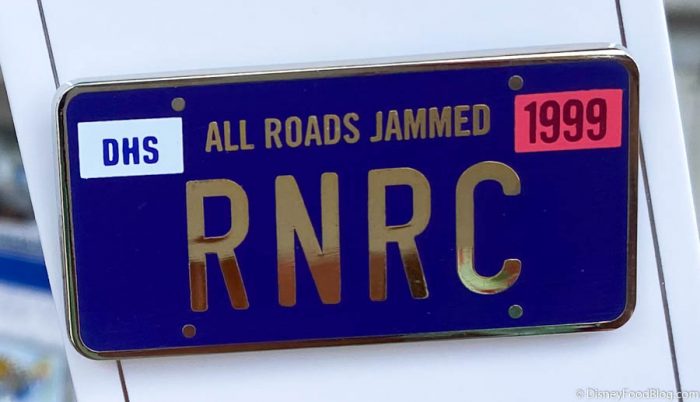 ALL ROADS JAMMED
DHS
1999
RNRC
© DisneyFoodBlog.com